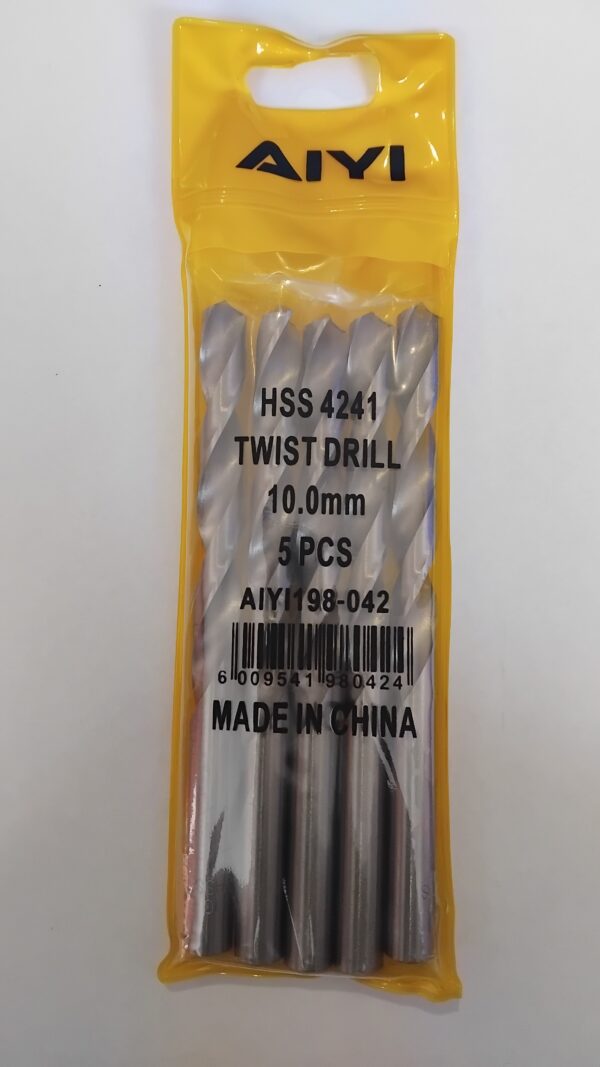 AIYI
HSS 4241
TWIST DRILL
10.0mm
5 PCS
AIYI198-042
6 009541 980424
MADE IN CHINA